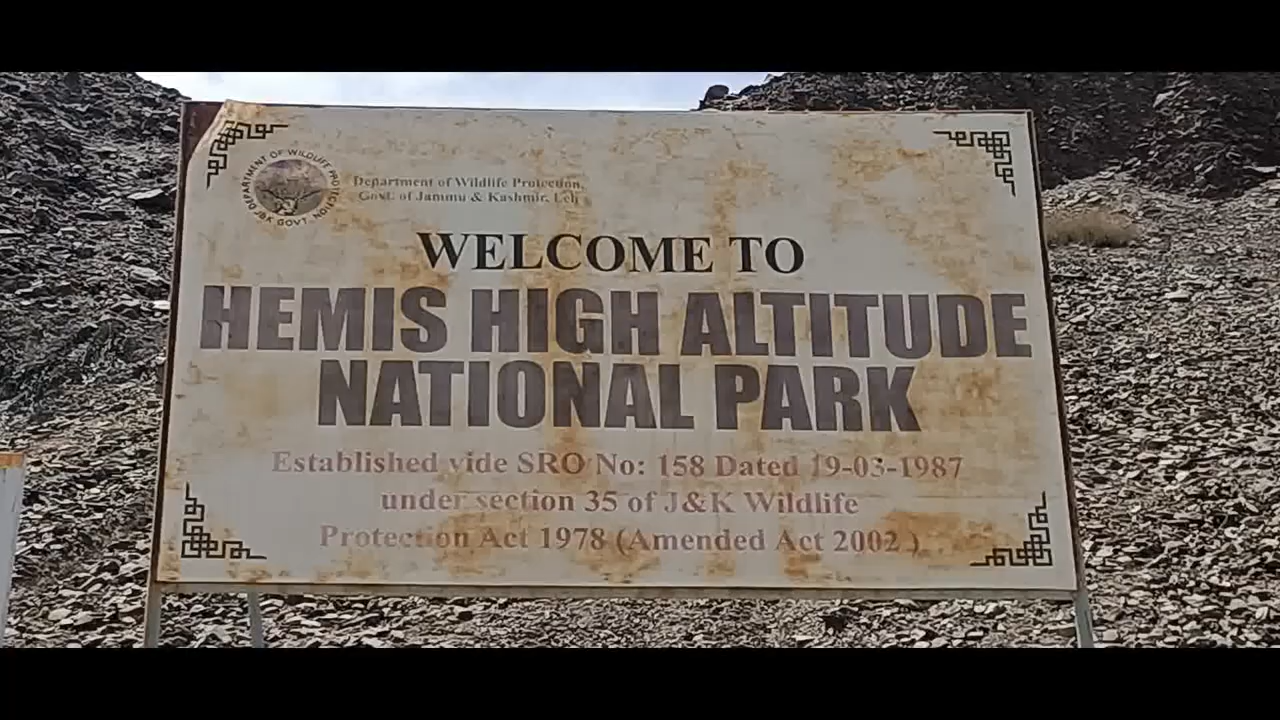 DEPARTMENT OF WILDLIFE PROTECTION
J&K GOVT.
Department of Wildlife Protection,
Govt. of Jammu & Kashmir, Leh
WELCOME TO
HEMIS HIGH ALTITUDE
NATIONAL PARK
Established vide SRO No: 158 Dated 19-03-1987
under section 35 of J&K Wildlife
Protection Act 1978 (Amended Act 2002 )